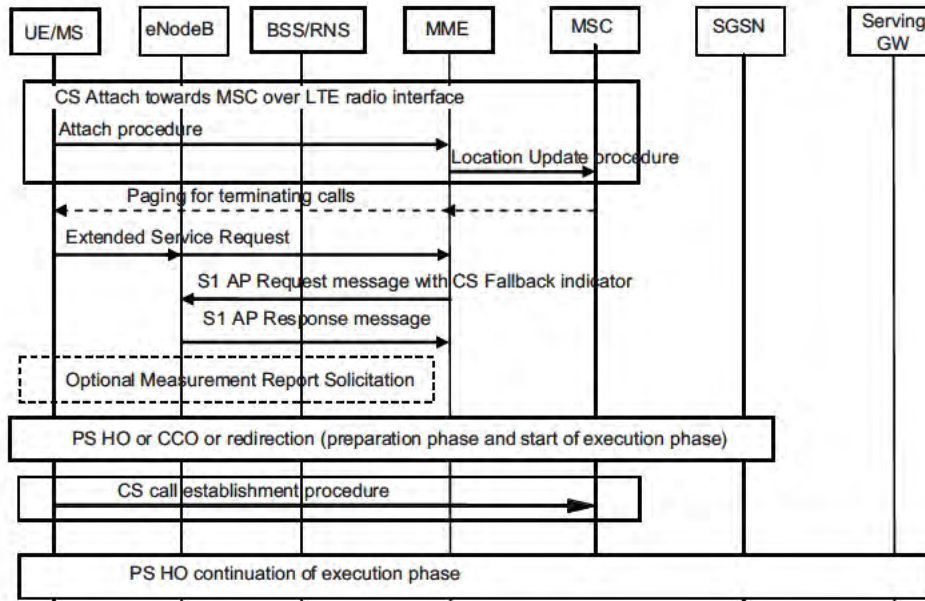 UE/MS
eNodeB
BSS/RNS
MME
MSC
SGSN
Serving
GW
CS Attach towards MSC over LTE radio interface
Attach procedure
Location Update procedure
Paging for terminating calls
Extended Service Request
S1 AP Request message with CS Fallback indicator
S1 AP Response message
Optional Measurement Report Solicitation
PS HO or CCO or redirection (preparation phase and start of execution phase)
CS call establishment procedure
PS HO continuation of execution phase